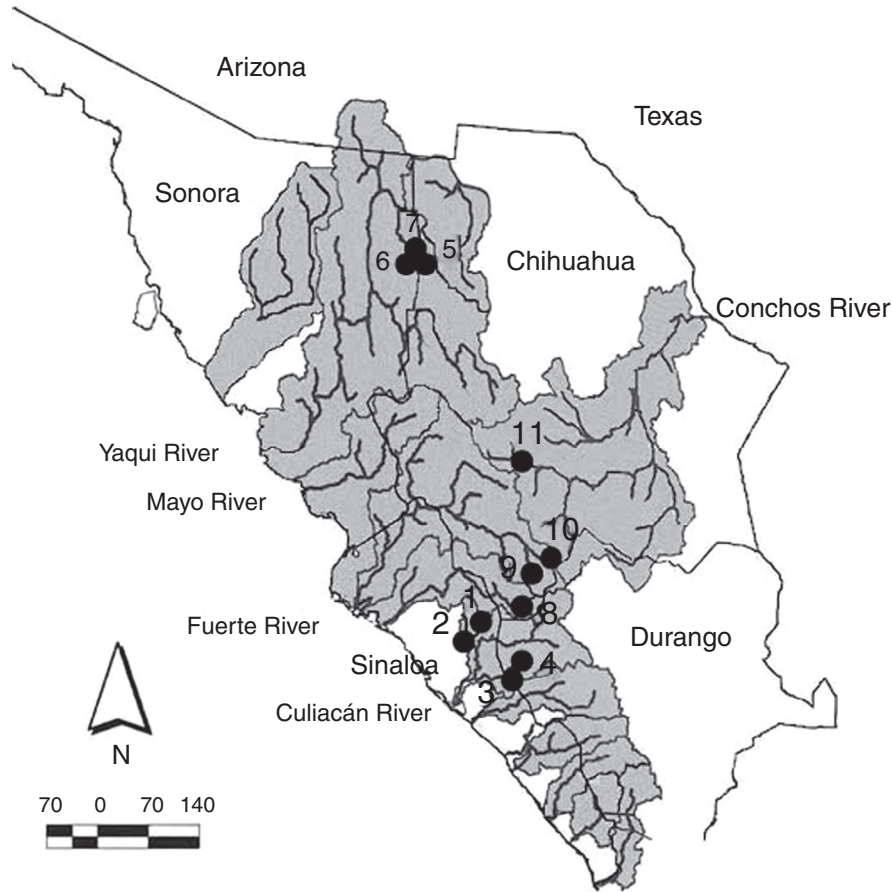 Arizona
Texas
Sonora
7
6
5
Chihuahua
Conchos River
11
Yaqui River
Mayo River
10
9
1
8
2
Fuerte River
Durango
Sinaloa
4
3
Culiacán River
N
70 0 70 140